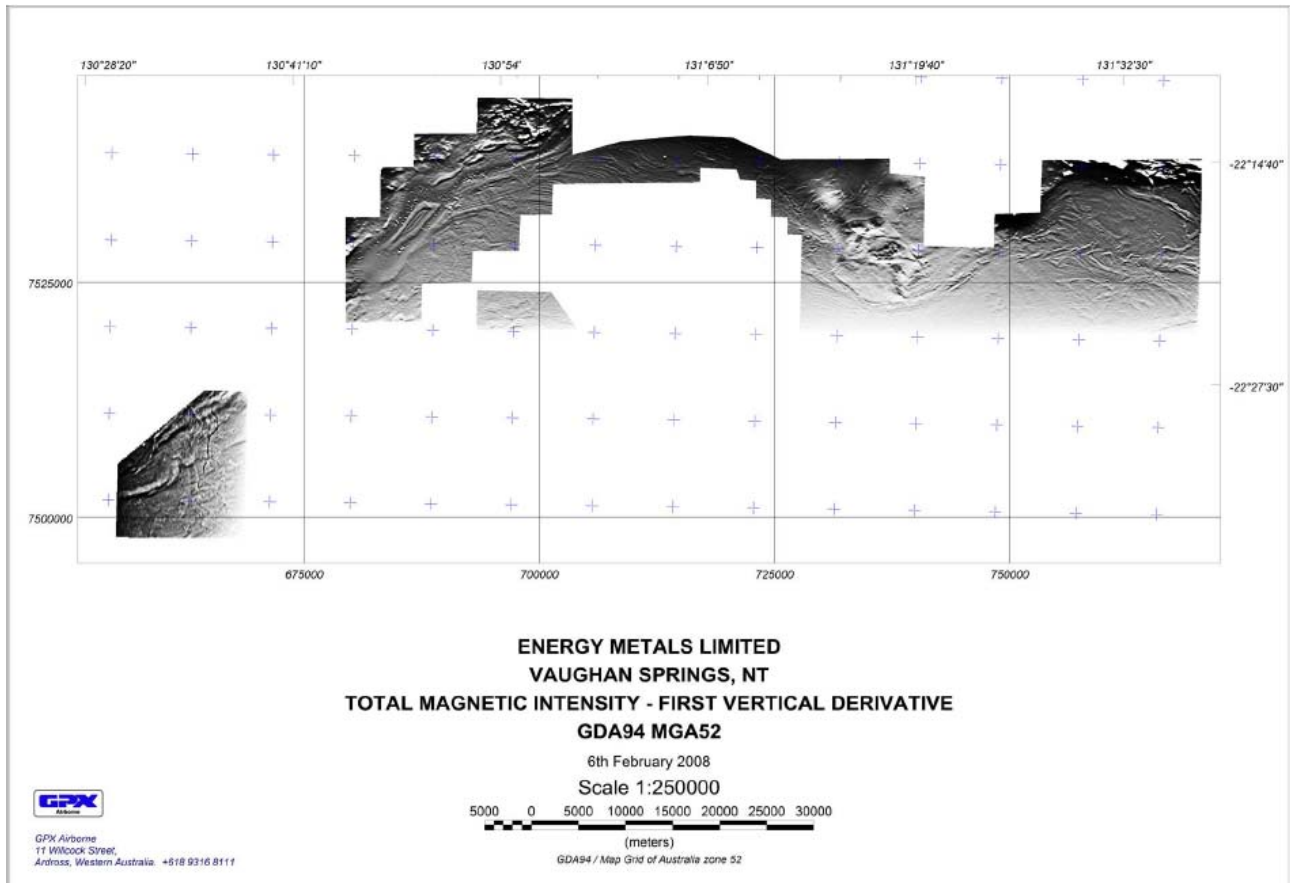 130°28'20" 130°41'10" 130°54' 131°6'50" 131°19'40" 131°32'30"
-22°14'40"
7525000
-22°27'30"
7500000
675000 700000 725000 750000
ENERGY METALS LIMITED
VAUGHAN SPRINGS, NT
TOTAL MAGNETIC INTENSITY - FIRST VERTICAL DERIVATIVE
GDA94 MGA52
6th February 2008
Scale 1:250000
5000 0 5000 10000 15000 20000 25000 30000
(meters)
GDA94 / Map Grid of Australia zone 52
GPX
Airborne
GPX Airborne
11 Willcock Street,
Ardross, Western Australia. +618 9316 8111